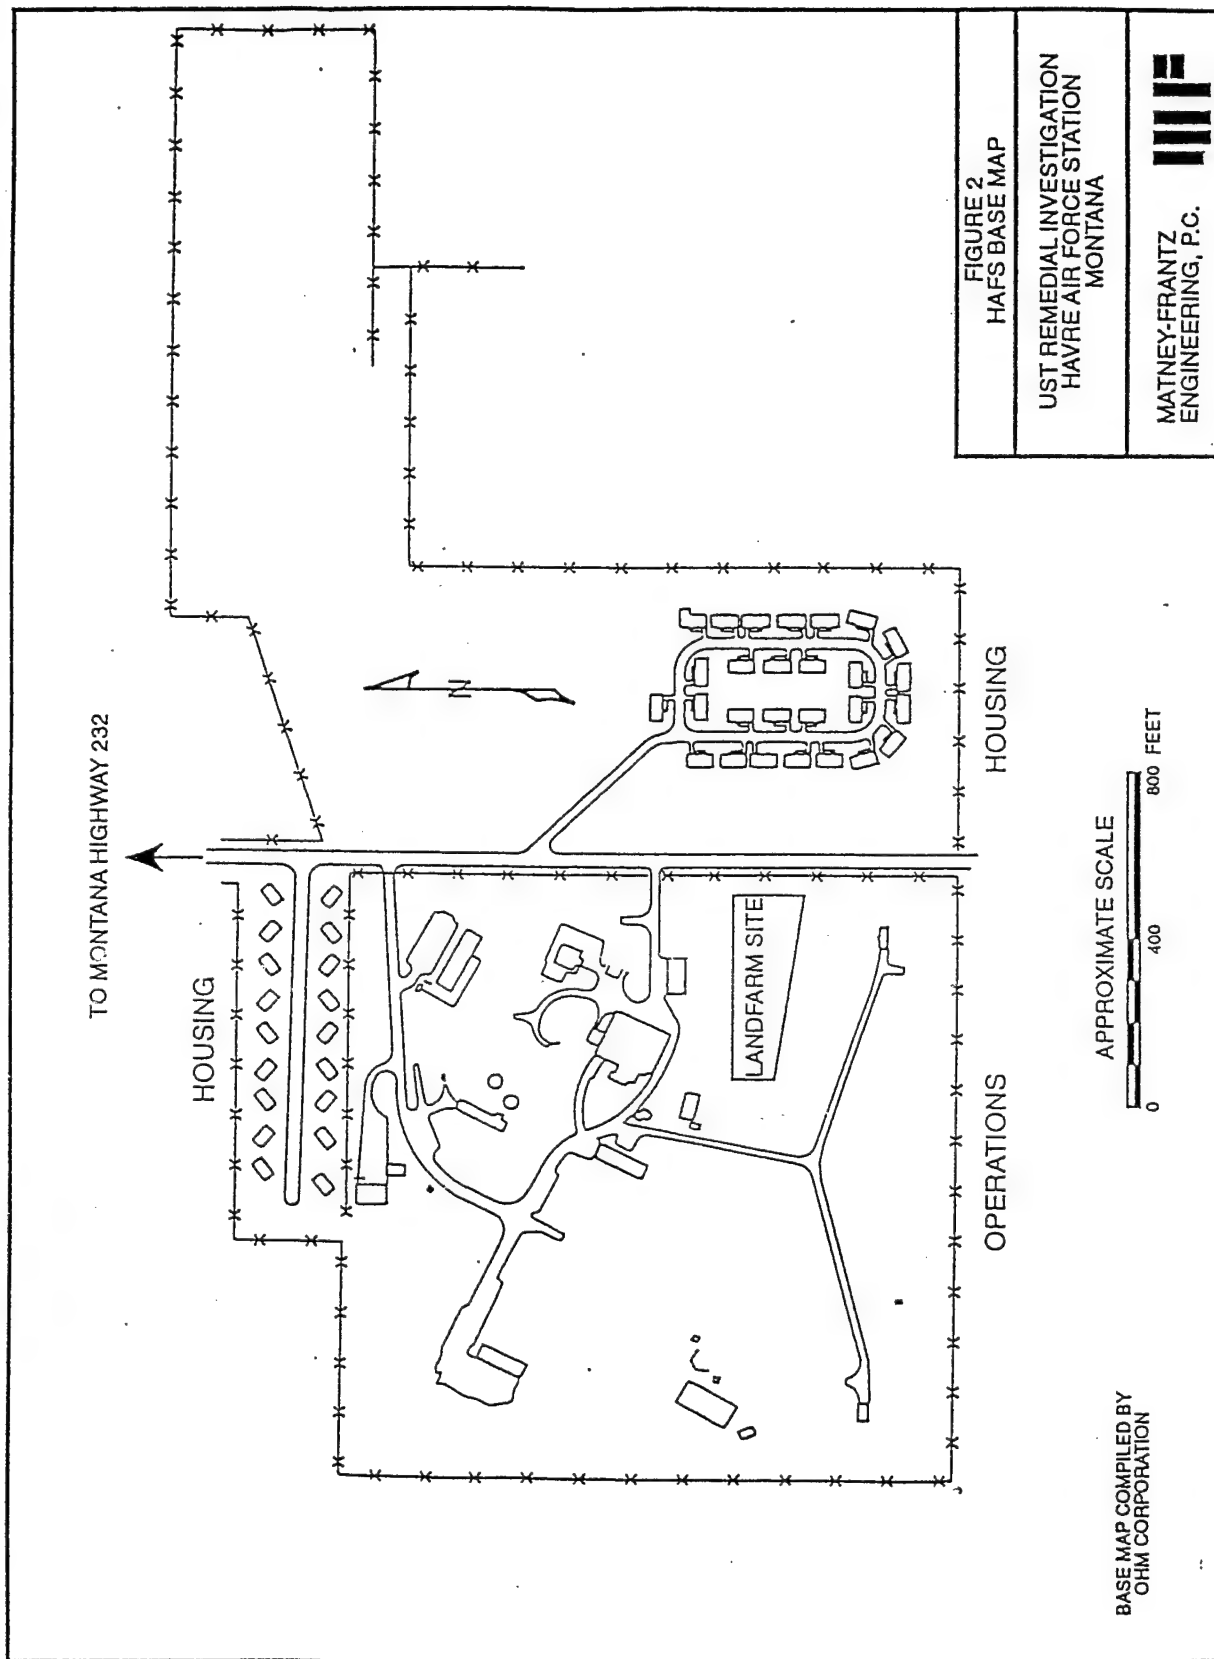 TO MONTANA HIGHWAY 232
HOUSING
N
HOUSING
LANDFARM SITE
OPERATIONS
APPROXIMATE SCALE
0 400 800 FEET
BASE MAP COMPILED BY
OHM CORPORATION
FIGURE 2
HAFS BASE MAP
UST REMEDIAL INVESTIGATION
HAVRE AIR FORCE STATION
MONTANA
MATNEY-FRANTZ
ENGINEERING, P.C.